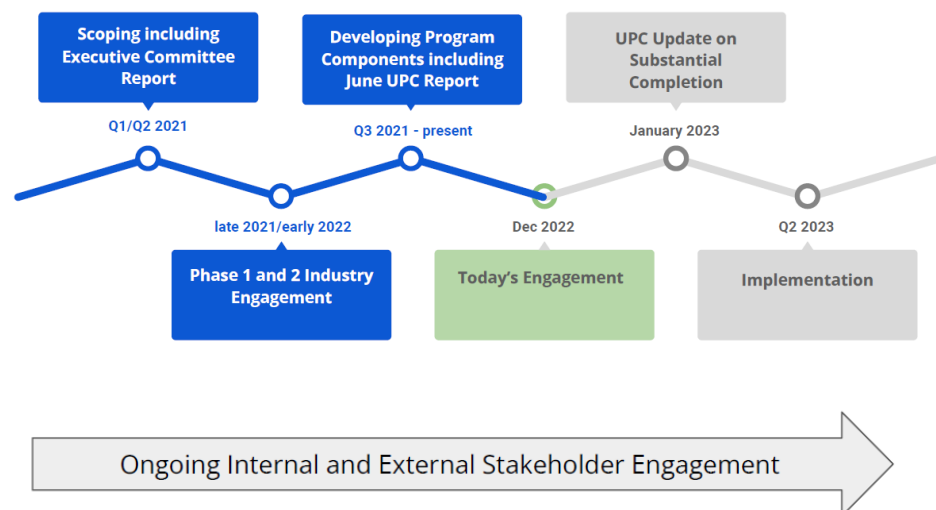 Scoping including
Executive Committee
Report
Q1/Q2 2021
Developing Program
Components including
June UPC Report
Q3 2021 - present
UPC Update on
Substantial
Completion
January 2023
late 2021/early 2022
Phase 1 and 2 Industry
Engagement
Dec 2022
Today's Engagement
Q2 2023
Implementation
Ongoing Internal and External Stakeholder Engagement